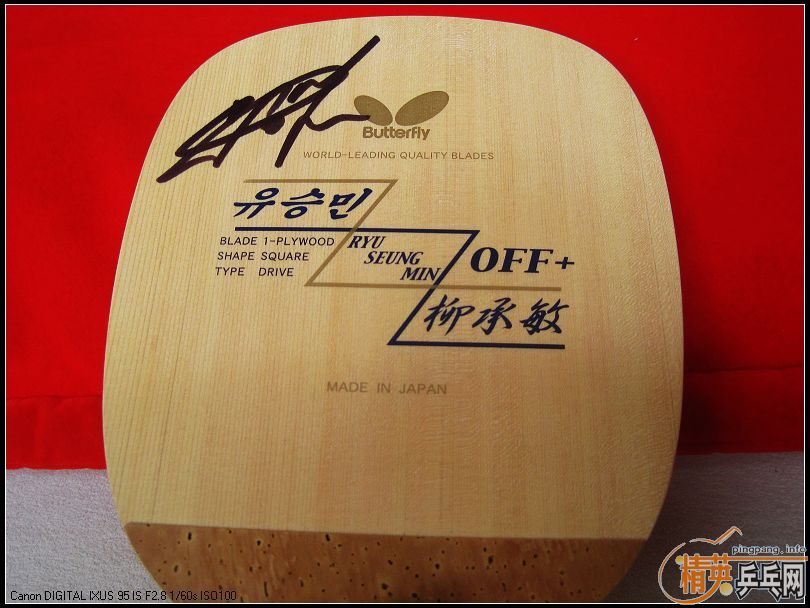 Butterfly
WORLD-LEADING QUALITY BLADES
유승민
BLADE 1-PLYWOOD
SHAPE SQUARE
TYPE DRIVE
RYU
SEUNG
MIN
OFF+
柳承敏
MADE IN JAPAN
pingpang.info
精英乒乓网
Canon DIGITAL IXUS 95 IS F2.8 1/60s ISO100